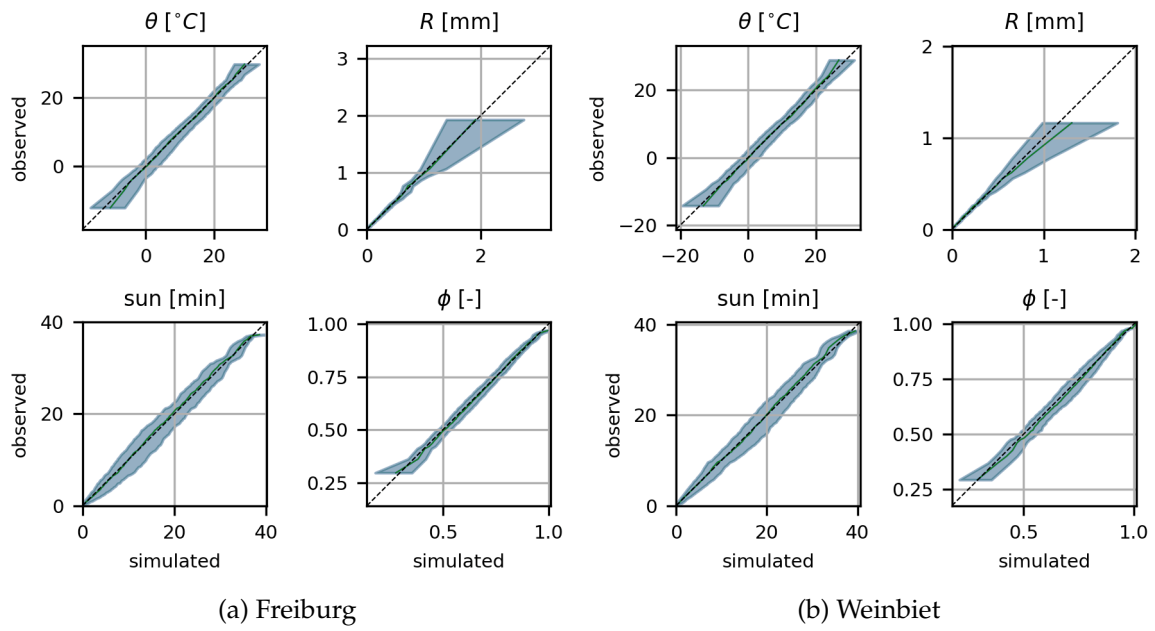 θ [°C]
R [mm]
θ [°C]
R [mm]
observed
20
0
0
20
3
2
1
0
0
2
observed
20
0
−20
−20
0
20
2
1
0
0
1
2
sun [min]
ϕ [-]
sun [min]
ϕ [-]
observed
40
20
0
0
20
40
simulated
1.00
0.75
0.50
0.25
0.5
1.0
simulated
observed
40
20
0
0
20
40
simulated
1.00
0.75
0.50
0.25
0.5
1.0
simulated
(a) Freiburg
(b) Weinbiet